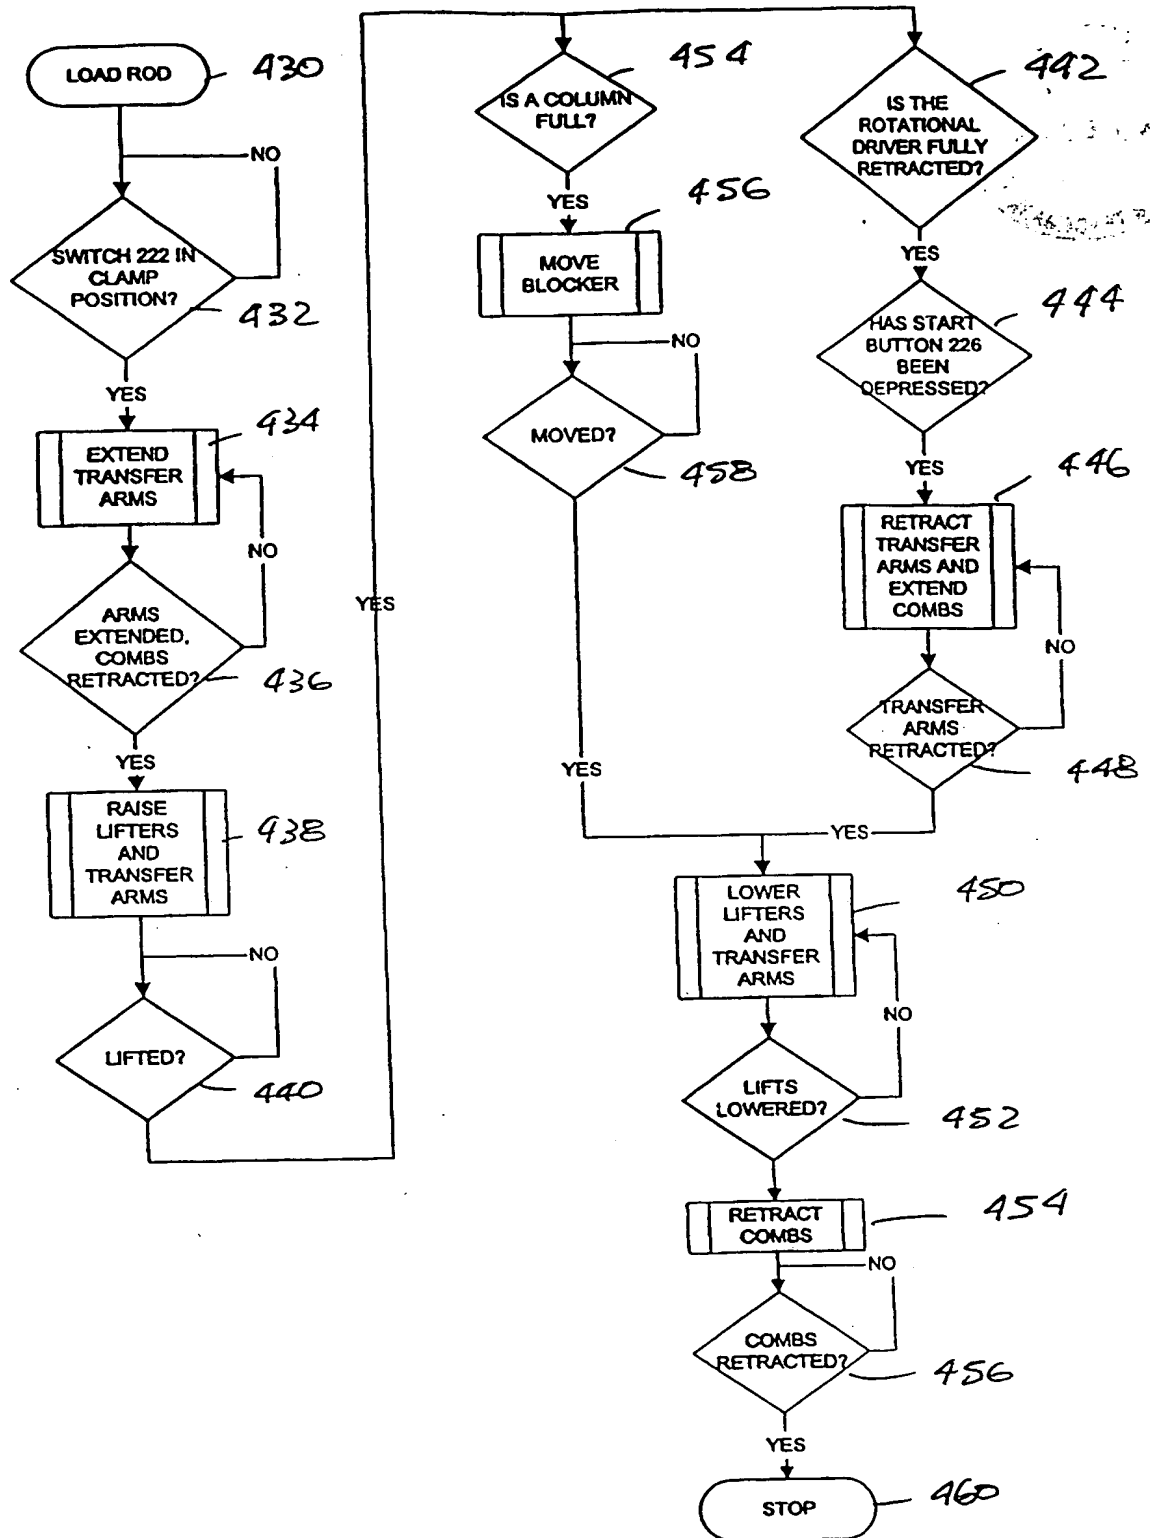 LOAD ROD
430
NO
SWITCH 222 IN
CLAMP
POSITION?
432
YES
434
EXTEND
TRANSFER
ARMS
NO
ARMS
EXTENDED,
COMBS
RETRACTED?
436
YES
RAISE
LIFTERS
AND
TRANSFER
ARMS
438
NO
LIFTED?
440
YES
454
IS A COLUMN
FULL?
YES
456
MOVE
BLOCKER
NO
MOVED?
458
YES
442
IS THE
ROTATIONAL
DRIVER FULLY
RETRACTED?
YES
444
HAS START
BUTTON 226
BEEN
DEPRESSED?
YES
446
RETRACT
TRANSFER
ARMS AND
EXTEND
COMBS
NO
TRANSFER
ARMS
RETRACTED?
448
YES
LOWER
LIFTERS
AND
TRANSFER
ARMS
450
NO
LIFTS
LOWERED?
452
RETRACT
COMBS
454
NO
COMBS
RETRACTED?
456
YES
STOP
460